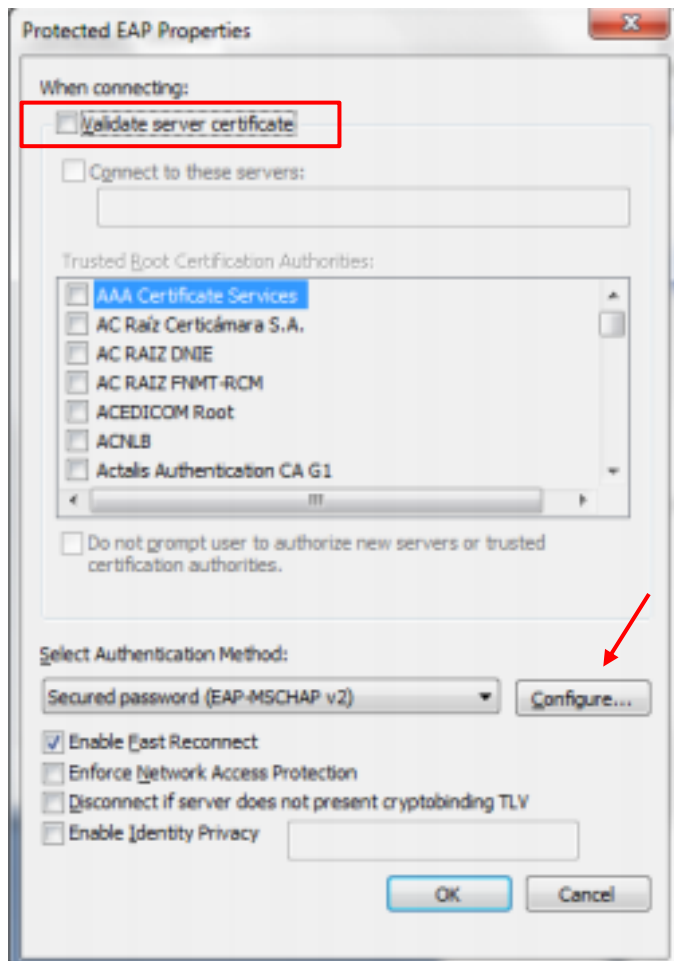 Protected EAP Properties
When connecting:
Validate server certificate
Connect to these servers:
Trusted Root Certification Authorities:
AAA Certificate Services
AC Raíz Certicámara S.A.
AC RAIZ DNIE
AC RAIZ FNMT-RCM
ACEDICOM Root
ACNLB
Actalis Authentication CA G1
Do not prompt user to authorize new servers or trusted
certification authorities.
Select Authentication Method:
Secured password (EAP-MSCHAP v2)
Configure...
Enable Fast Reconnect
Enforce Network Access Protection
Disconnect if server does not present cryptobinding TLV
Enable Identity Privacy
OK Cancel